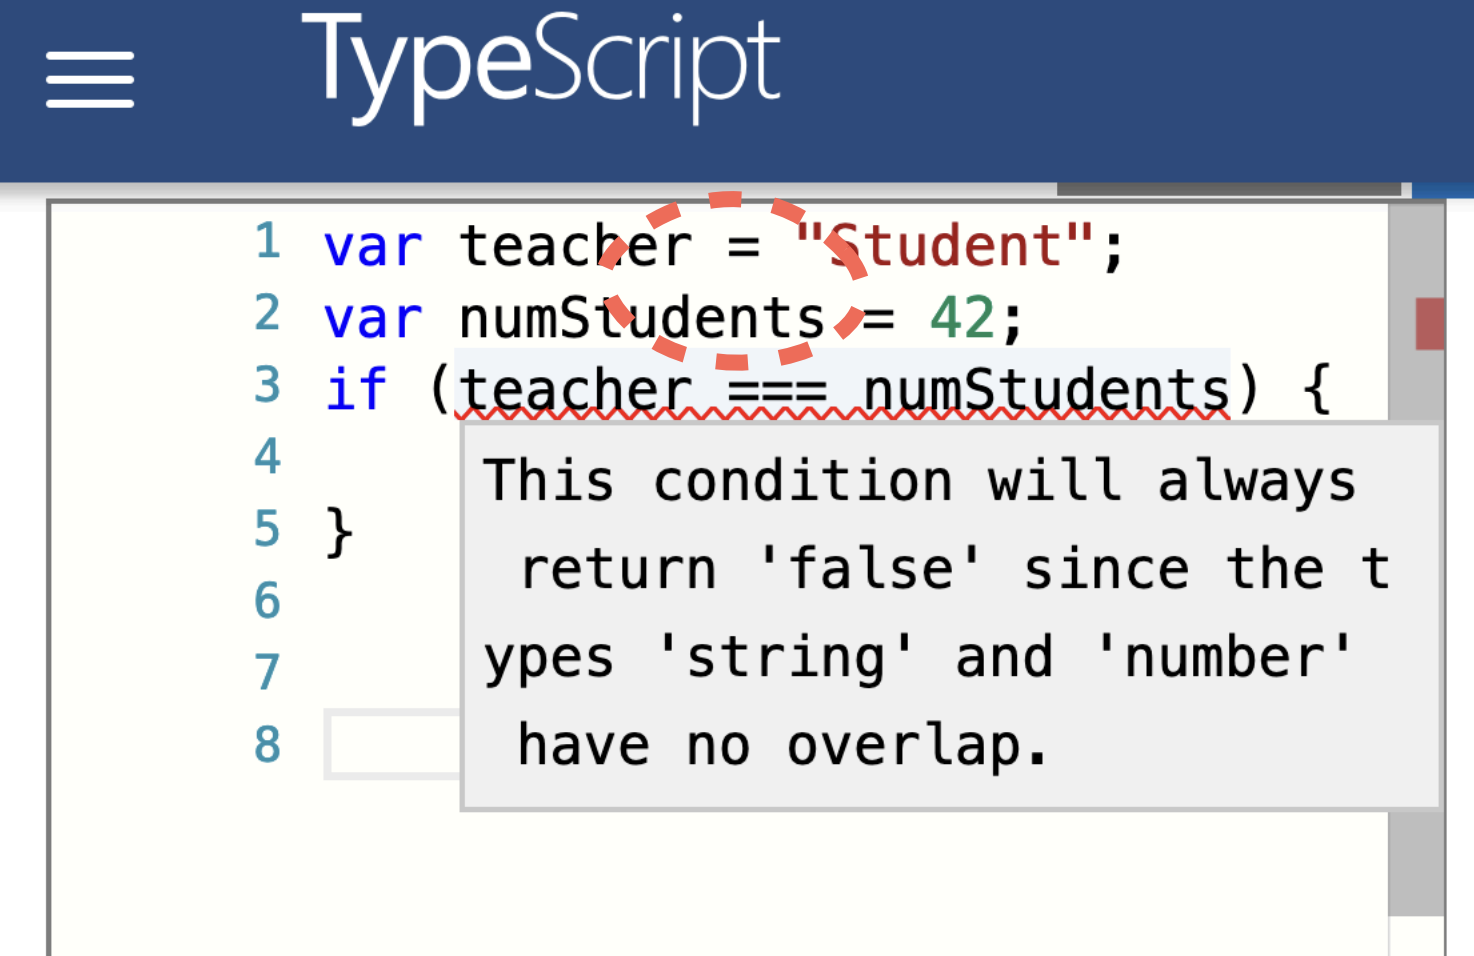 TypeScript
1 var teacher = "Student";
2 var numStudents = 42;
3 if (teacher === numStudents) {
4
5 }
6
7
8
This condition will always
return 'false' since the t
ypes 'string' and 'number'
have no overlap.